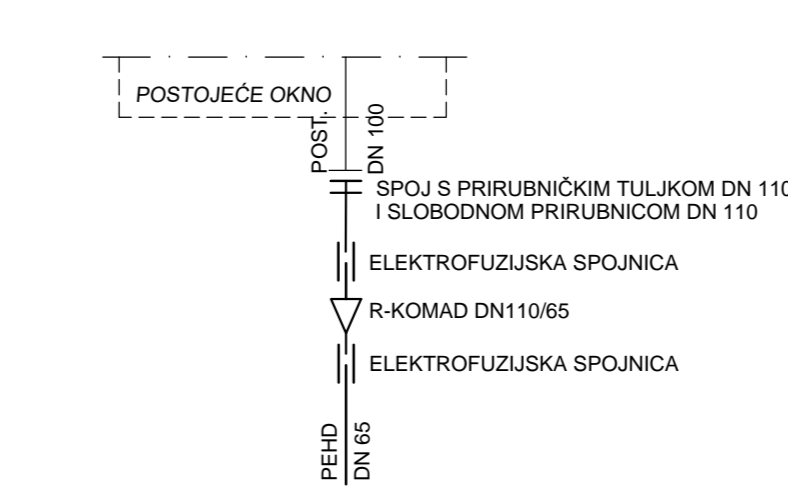 POSTOJEĆE OKNO
POST.
DN 100
SPOJ S PRIRUBNIČKIM TULJKOM DN 110
I SLOBODNOM PRIRUBNICOM DN 110
ELEKTROFUZIJSKA SPOJNICA
R-KOMAD DN110/65
ELEKTROFUZIJSKA SPOJNICA
PEHD
DN 65